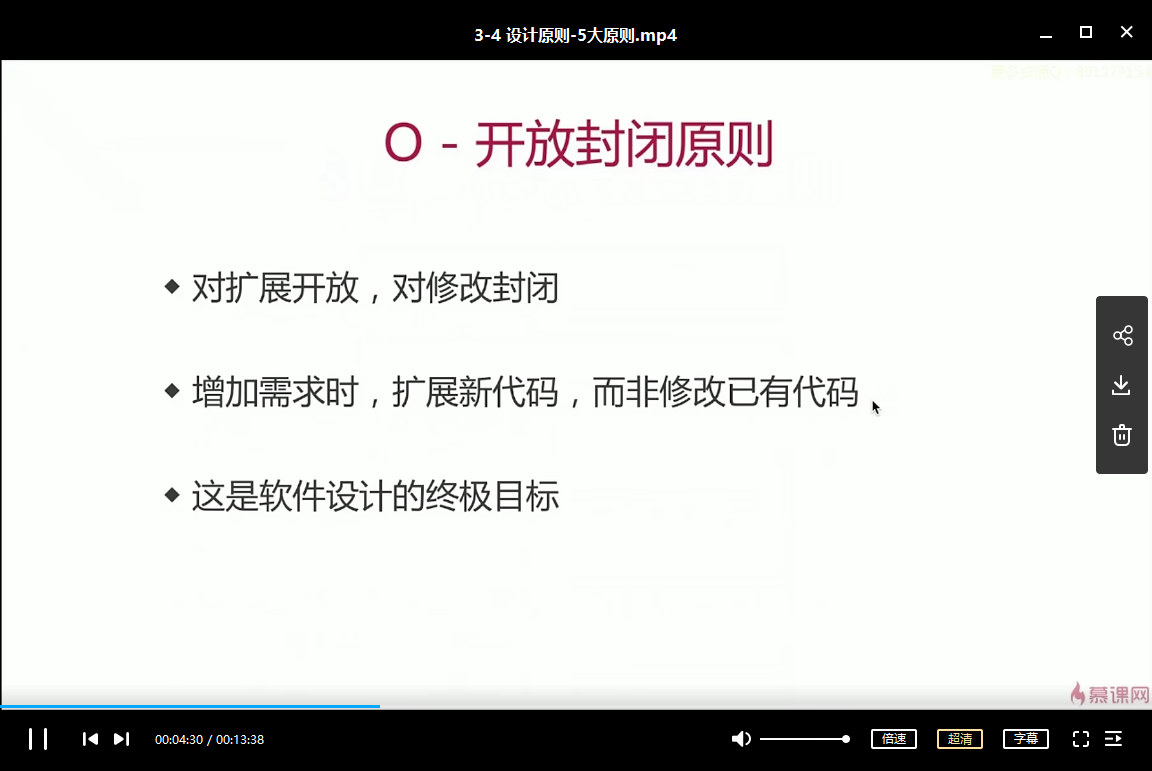 3-4 设计原则-5大原则.mp4
O - 开放封闭原则
对扩展开放，对修改封闭
增加需求时，扩展新代码，而非修改已有代码
这是软件设计的终极目标
慕课网
00:04:30 / 00:13:38
倍速
超清
字幕